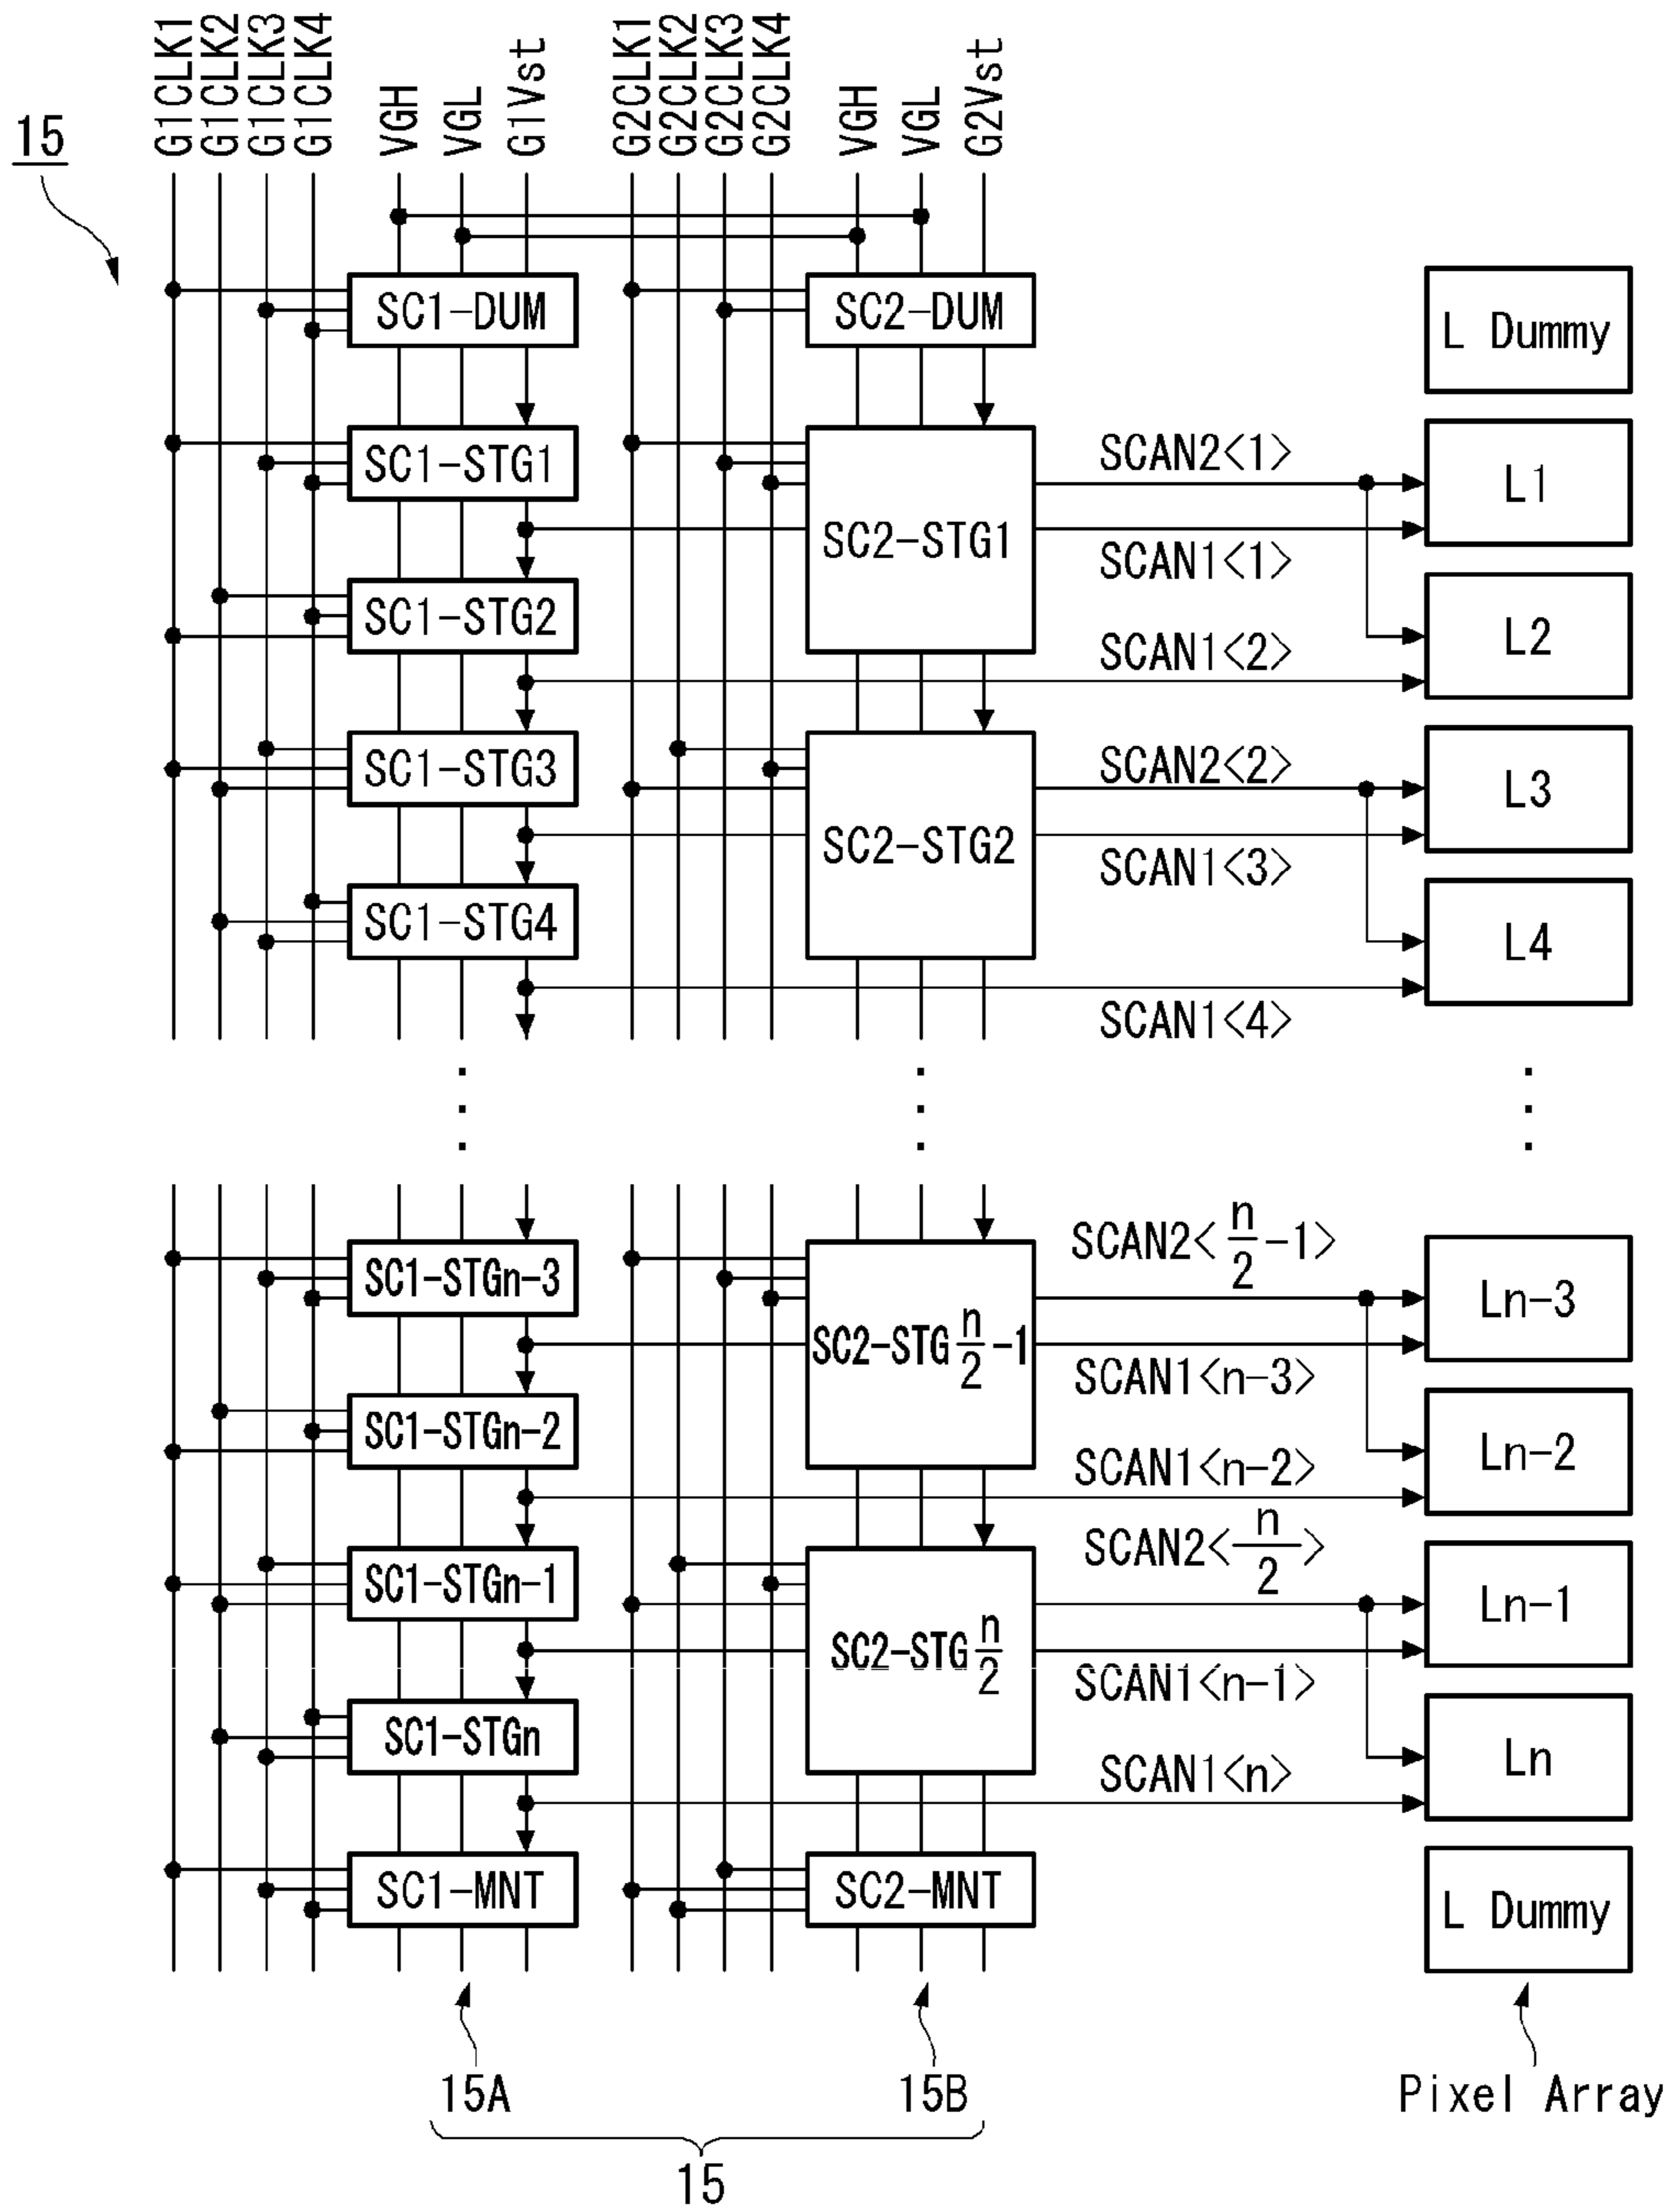 15
G1CLK1
G1CLK2
G1CLK3
G1CLK4
VGH
VGL
G1Vst
G2CLK1
G2CLK2
G2CLK3
G2CLK4
VGH
VGL
G2Vst
SC1-DUM
SC2-DUM
L Dummy
SC1-STG1
SC2-STG1
SCAN2<1>
SCAN1<1>
L1
SC1-STG2
SCAN1<2>
L2
SC1-STG3
SC2-STG2
SCAN2<2>
SCAN1<3>
L3
SC1-STG4
SCAN1<4>
L4
SC1-STGn-3
SC2-STG n/2 -1
SCAN2< n/2 -1>
SCAN1<n-3>
Ln-3
SC1-STGn-2
SCAN1<n-2>
Ln-2
SC1-STGn-1
SC2-STG n/2
SCAN2< n/2 >
SCAN1<n-1>
Ln-1
SC1-STGn
SCAN1<n>
Ln
SC1-MNT
SC2-MNT
L Dummy
15A
15B
Pixel Array
15